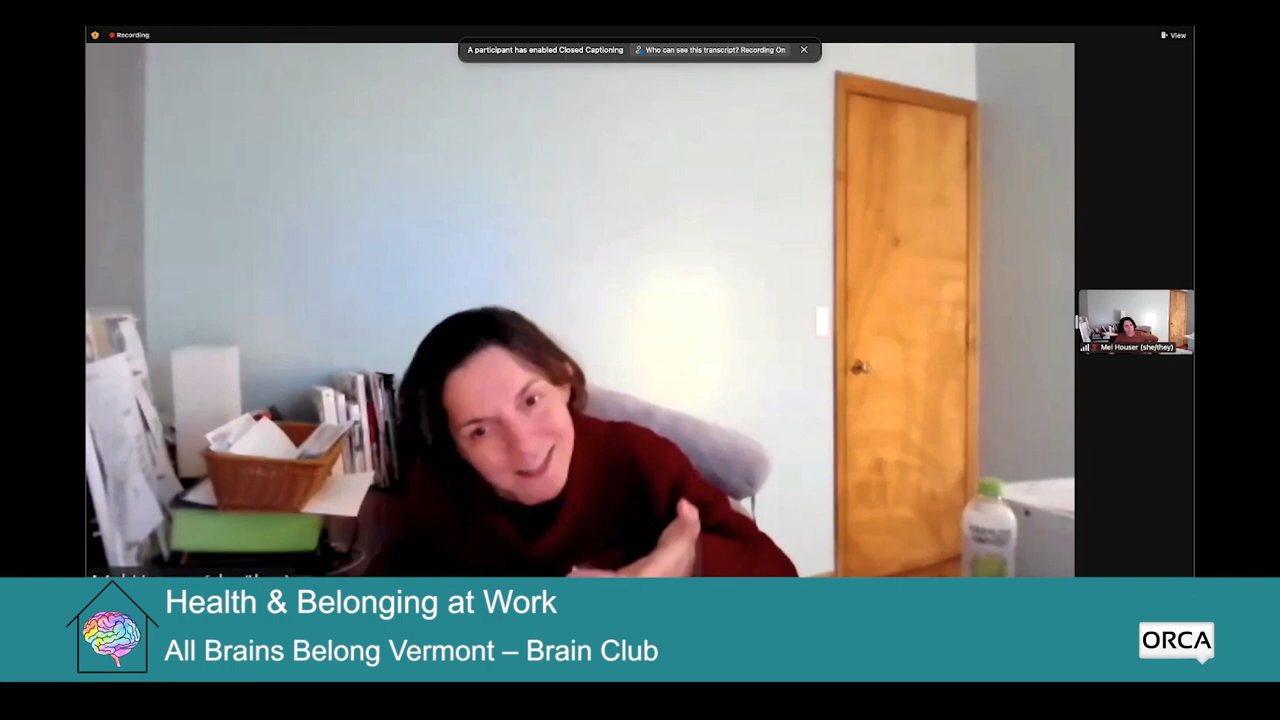 Recording
A participant has enabled Closed Captioning
Who can see this transcript? Recording On
View
Mel Houser (she/they)
Health & Belonging at Work
All Brains Belong Vermont – Brain Club
ORCA